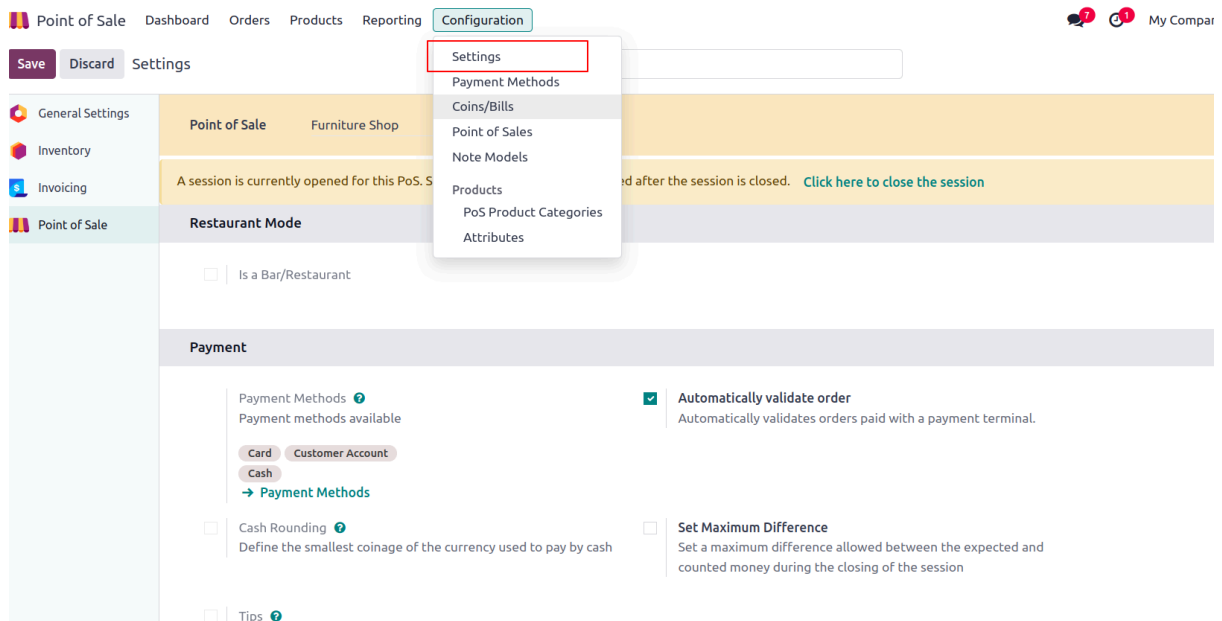 Point of Sale Dashboard Orders Products Reporting Configuration 7 1 My Compar
Save Discard Settings
Settings
Payment Methods
Coins/Bills
Point of Sales
Note Models
Products
PoS Product Categories
Attributes
General Settings
Inventory
Invoicing
Point of Sale
Point of Sale Furniture Shop
A session is currently opened for this PoS. S ed after the session is closed. Click here to close the session
Restaurant Mode
Is a Bar/Restaurant
Payment
Payment Methods ?
Payment methods available
Card Customer Account
Cash
→ Payment Methods
Automatically validate order
Automatically validates orders paid with a payment terminal.
Cash Rounding ?
Define the smallest coinage of the currency used to pay by cash
Set Maximum Difference
Set a maximum difference allowed between the expected and
counted money during the closing of the session
Tips ?